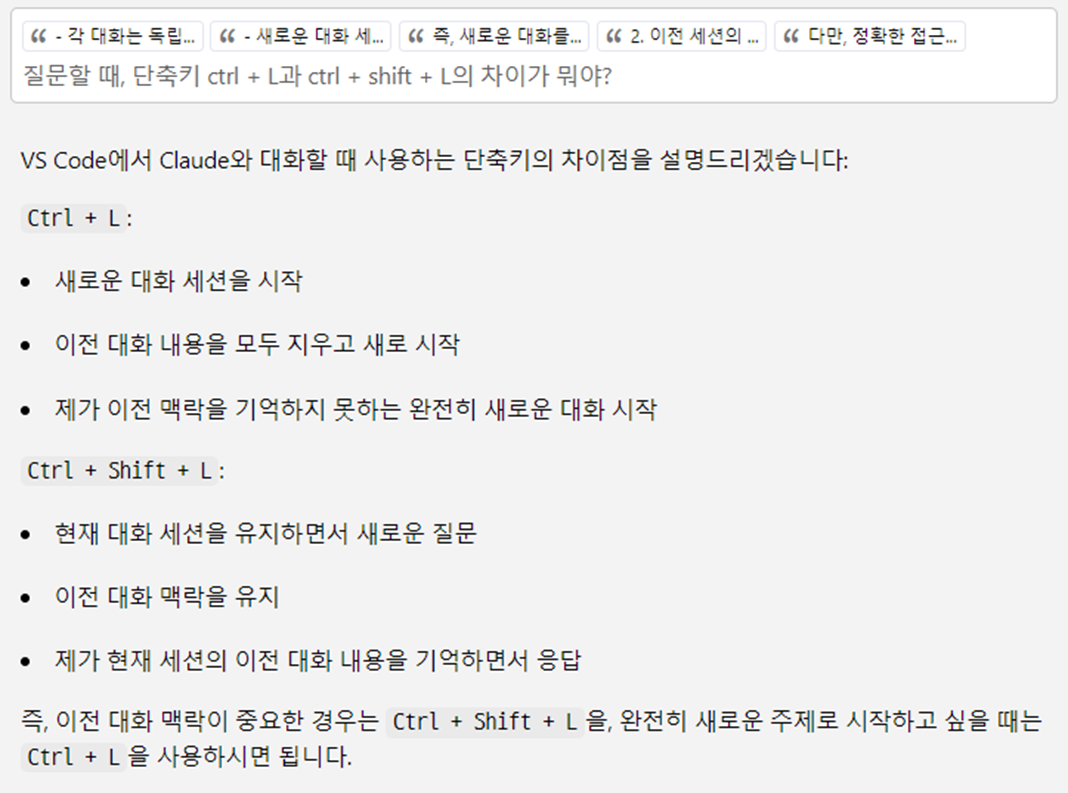 “ - 각 대화는 독립... “ - 새로운 대화 세... “ 즉, 새로운 대화를... “ 2. 이전 세션의 ... “ 다만, 정확한 접근...
질문할 때, 단축키 ctrl + L과 ctrl + shift + L의 차이가 뭐야?
VS Code에서 Claude와 대화할 때 사용하는 단축키의 차이점을 설명드리겠습니다:
Ctrl + L:
• 새로운 대화 세션을 시작
• 이전 대화 내용을 모두 지우고 새로 시작
• 제가 이전 맥락을 기억하지 못하는 완전히 새로운 대화 시작
Ctrl + Shift + L:
• 현재 대화 세션을 유지하면서 새로운 질문
• 이전 대화 맥락을 유지
• 제가 현재 세션의 이전 대화 내용을 기억하면서 응답
즉, 이전 대화 맥락이 중요한 경우는 Ctrl + Shift + L을, 완전히 새로운 주제로 시작하고 싶을 때는
Ctrl + L을 사용하시면 됩니다.